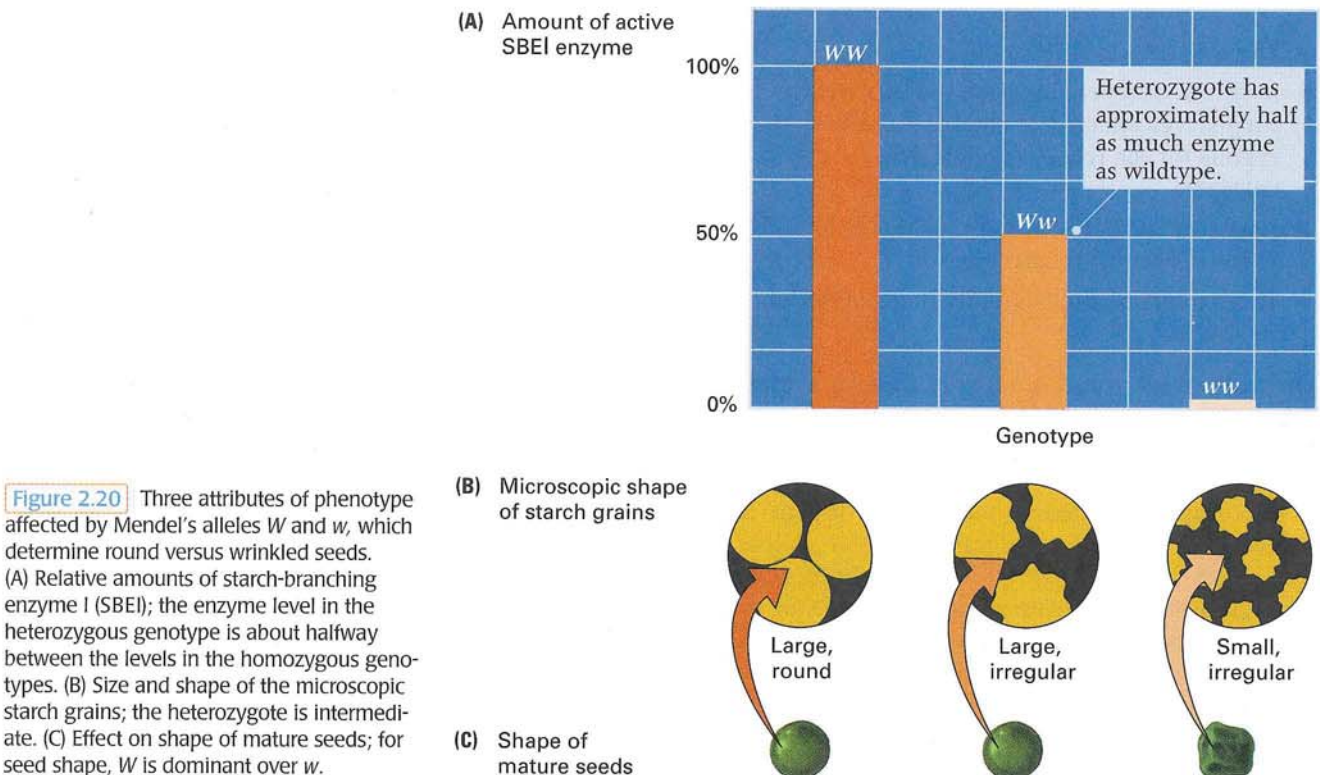 (A) Amount of active
SBEI enzyme
100%
50%
0%
WW
Ww
ww
Heterozygote has
approximately half
as much enzyme
as wildtype.
Genotype
Figure 2.20 Three attributes of phenotype
affected by Mendel's alleles W and w, which
determine round versus wrinkled seeds.
(A) Relative amounts of starch-branching
enzyme I (SBEI); the enzyme level in the
heterozygous genotype is about halfway
between the levels in the homozygous geno-
types. (B) Size and shape of the microscopic
starch grains; the heterozygote is intermedi-
ate. (C) Effect on shape of mature seeds; for
seed shape, W is dominant over w.
(B) Microscopic shape
of starch grains
Large,
round
Large,
irregular
Small,
irregular
(C) Shape of
mature seeds